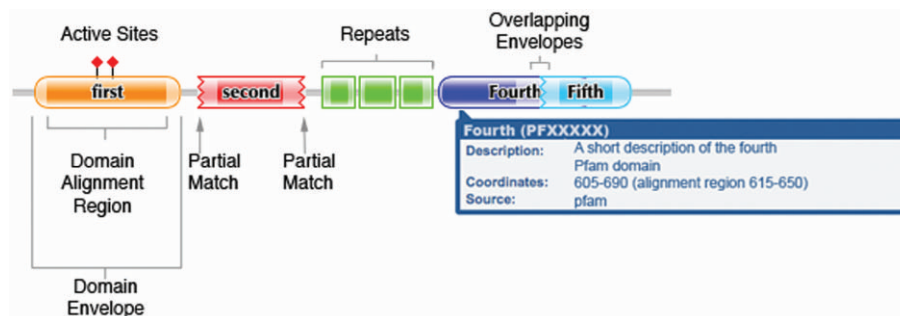 Active Sites
Repeats
Overlapping
Envelopes
first
second
Fourth
Fifth
Fourth (PFXXXXX)
Description: A short description of the fourth
Pfam domain
Coordinates: 605-690 (alignment region 615-650)
Source: pfam
Domain
Alignment
Region
Partial
Match
Partial
Match
Domain
Envelope